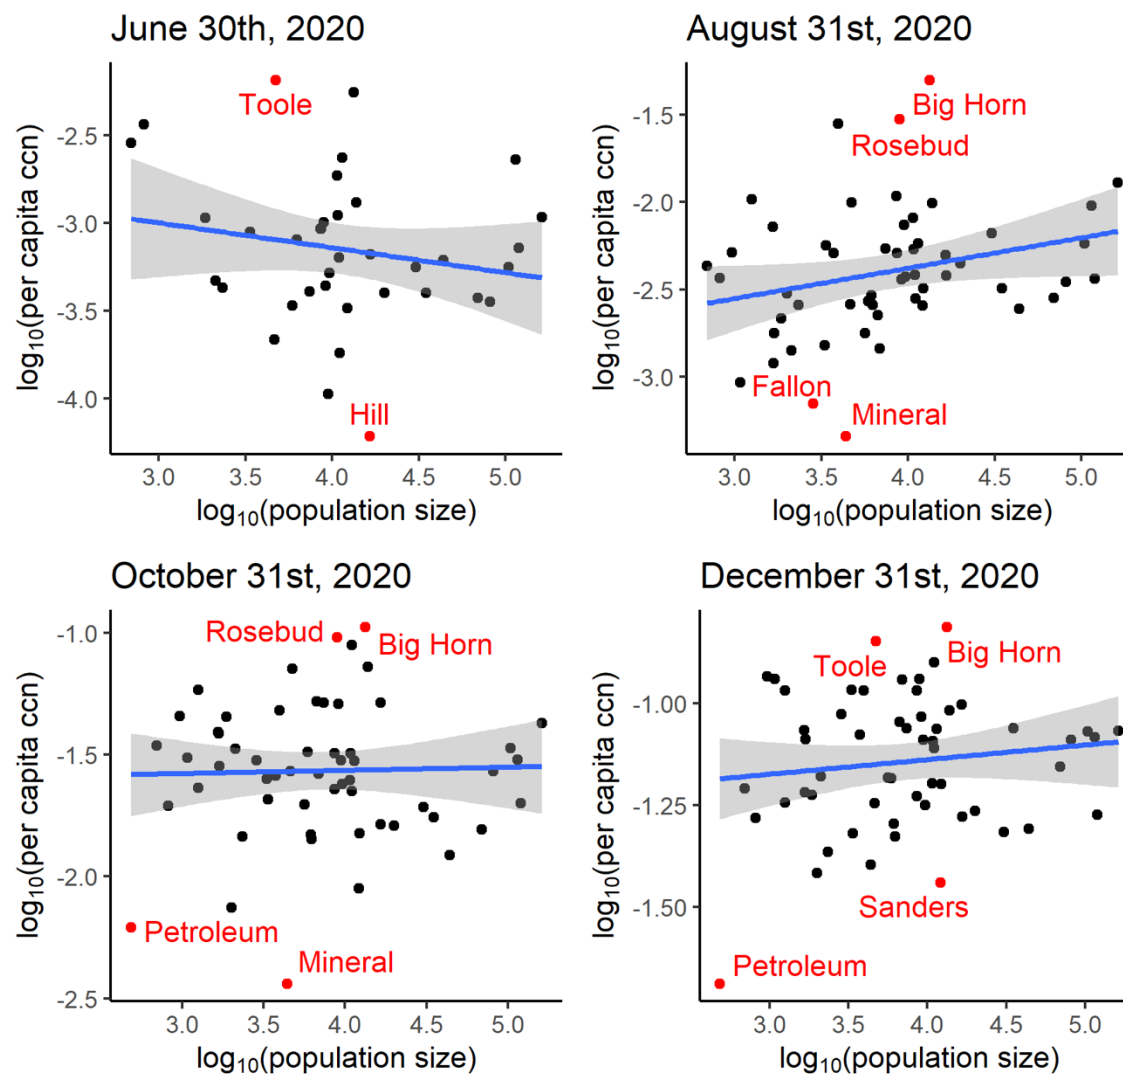 June 30th, 2020
log10(per capita ccn)
-2.5
-3.0
-3.5
-4.0
Toole
Hill
3.0 3.5 4.0 4.5 5.0
log10(population size)
August 31st, 2020
log10(per capita ccn)
-1.5
-2.0
-2.5
-3.0
Big Horn
Rosebud
Fallon
Mineral
3.0 3.5 4.0 4.5 5.0
log10(population size)
October 31st, 2020
log10(per capita ccn)
-1.0
-1.5
-2.0
-2.5
Rosebud
Big Horn
Petroleum
Mineral
3.0 3.5 4.0 4.5 5.0
log10(population size)
December 31st, 2020
log10(per capita ccn)
-1.00
-1.25
-1.50
Toole
Big Horn
Sanders
Petroleum
3.0 3.5 4.0 4.5 5.0
log10(population size)